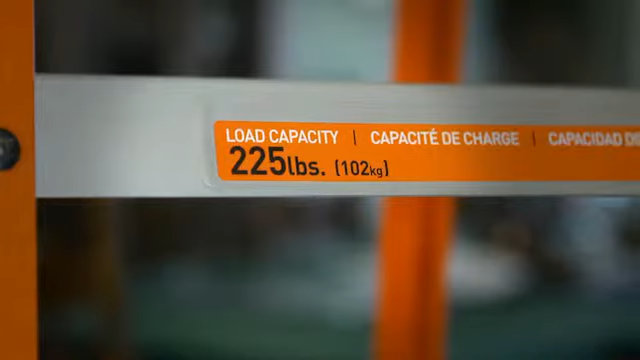 LOAD CAPACITY | CAPACITÉ DE CHARGE | CAPACIDAD
225lbs. (102kg)